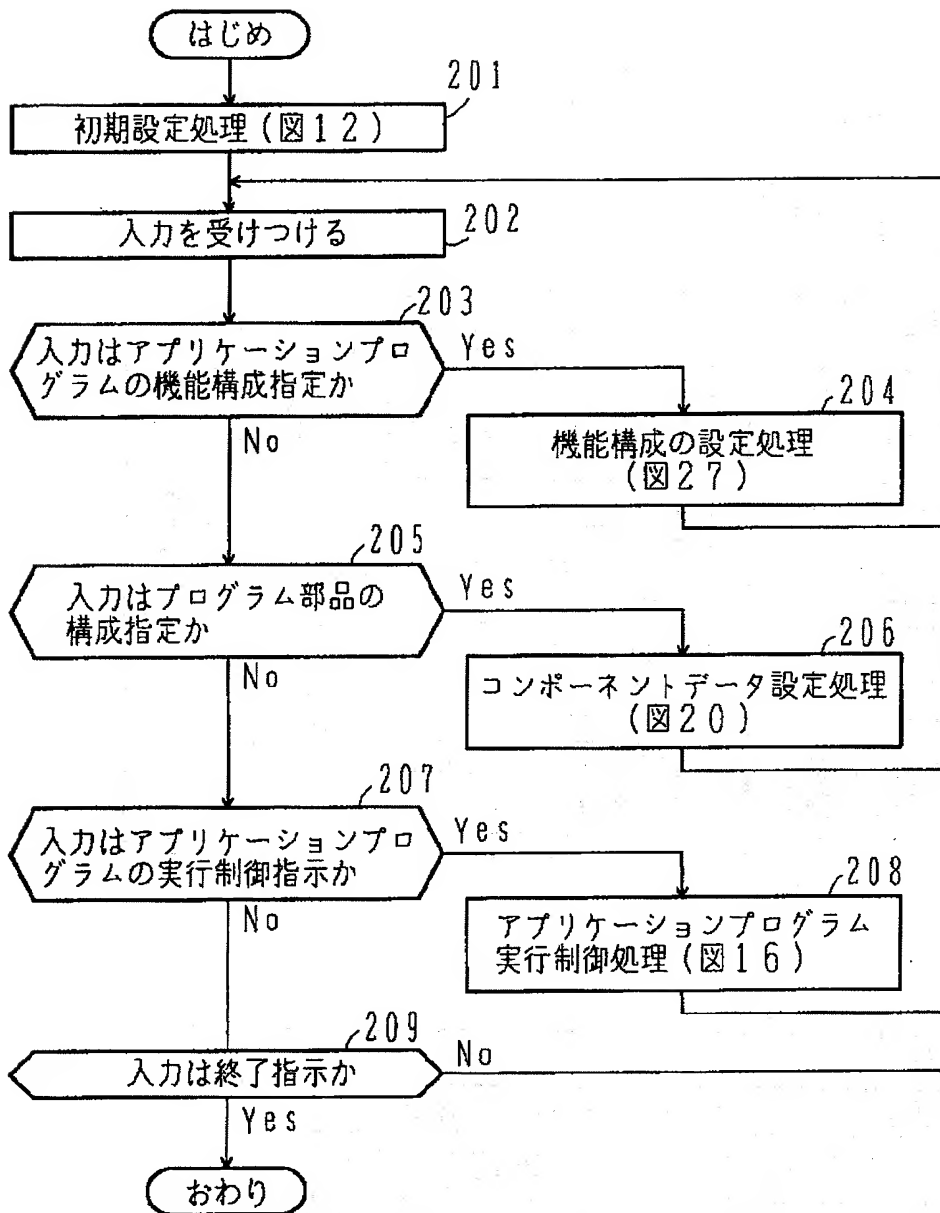 はじめ
201
初期設定処理(図12)
202
入力を受けつける
203
入力はアプリケーションプロ
グラムの機能構成指定か
Yes
No
204
機能構成の設定処理
(図27)
205
入力はプログラム部品の
構成指定か
Yes
No
206
コンポーネントデータ設定処理
(図20)
207
入力はアプリケーションプロ
グラムの実行制御指示か
Yes
No
208
アプリケーションプログラム
実行制御処理(図16)
209
入力は終了指示か
No
Yes
おわり